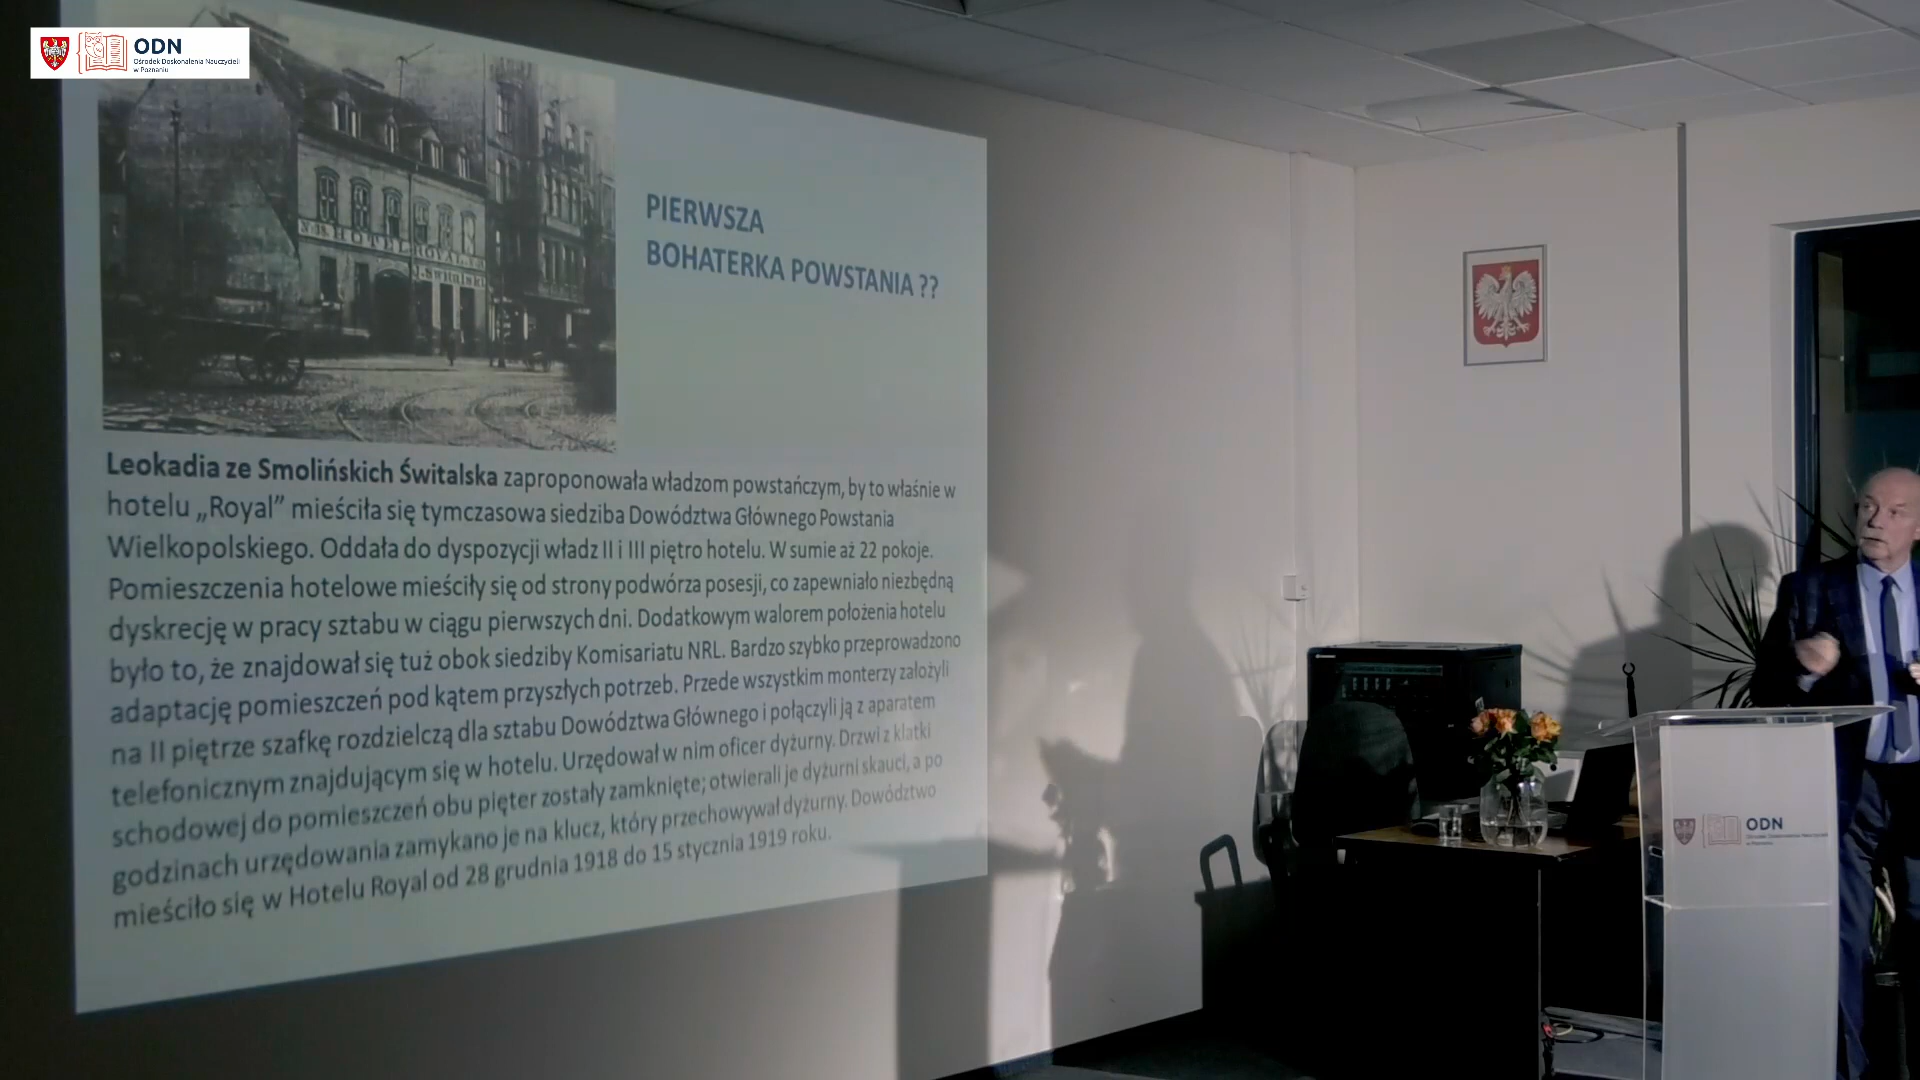 ODN
Ośrodek Doskonalenia Nauczycieli
w Poznaniu
HOTEL ROYAL
J. Świtalski
PIERWSZA
BOHATERKA POWSTANIA ??
Leokadia ze Smolińskich Świtalska zaproponowała władzom powstańczym, by to właśnie w
hotelu „Royal” mieściła się tymczasowa siedziba Dowództwa Głównego Powstania
Wielkopolskiego. Oddała do dyspozycji władz II i III piętro hotelu. W sumie aż 22 pokoje.
Pomieszczenia hotelowe mieściły się od strony podwórza posesji, co zapewniało niezbędną
dyskrecję w pracy sztabu w ciągu pierwszych dni. Dodatkowym walorem położenia hotelu
było to, że znajdował się tuż obok siedziby Komisariatu NRL. Bardzo szybko przeprowadzono
adaptację pomieszczeń pod kątem przyszłych potrzeb. Przede wszystkim monterzy założyli
na II piętrze szafkę rozdzielczą dla sztabu Dowództwa Głównego i połączyli ją z aparatem
telefonicznym znajdującym się w hotelu. Urzędował w nim oficer dyżurny. Drzwi z klatki
schodowej do pomieszczeń obu pięter zostały zamknięte; otwierali je dyżurni skauci, a po
godzinach urzędowania zamykano je na klucz, który przechowywał dyżurny. Dowództwo
mieściło się w Hotelu Royal od 28 grudnia 1918 do 15 stycznia 1919 roku.
ODN
Ośrodek Doskonalenia Nauczycieli
w Poznaniu